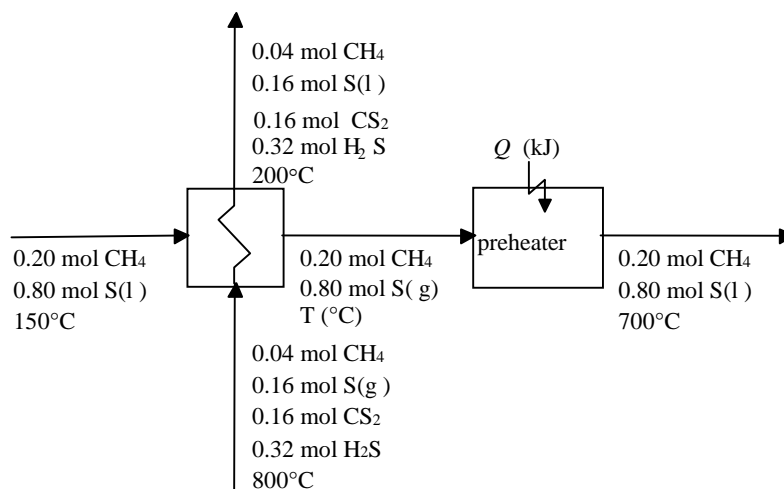 0.04 mol CH4
0.16 mol S(l )
0.16 mol CS2
0.32 mol H2 S
200°C
Q (kJ)
preheater
0.20 mol CH4
0.80 mol S(l )
150°C
0.20 mol CH4
0.80 mol S( g)
T (°C)
0.20 mol CH4
0.80 mol S(l )
700°C
0.04 mol CH4
0.16 mol S(g )
0.16 mol CS2
0.32 mol H2S
800°C